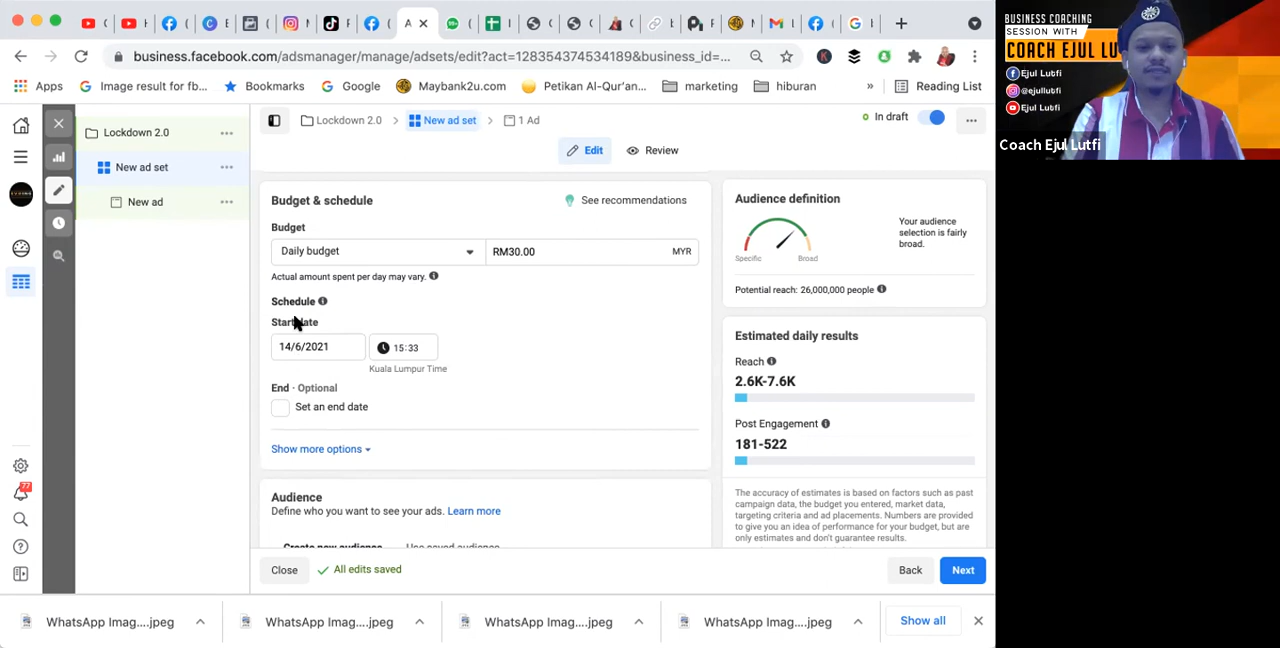 business.facebook.com/adsmanager/manage/adsets/edit?act=128354374534189&business_id=...
Apps
Image result for fb...
Bookmarks
Google
Maybank2u.com
Petikan Al-Qur'an...
marketing
hiburan
»
Reading List
Lockdown 2.0
New ad set
New ad
77
Lockdown 2.0
New ad set
1 Ad
In draft
Edit
Review
Budget & schedule
See recommendations
Budget
Daily budget
RM30.00
MYR
Actual amount spent per day may vary.
Schedule
Start date
14/6/2021
15:33
Kuala Lumpur Time
End · Optional
Set an end date
Show more options
Audience
Define who you want to see your ads. Learn more
Create new audience
Use saved audience
Close
All edits saved
Back
Next
Audience definition
Specific
Broad
Your audience
selection is fairly
broad.
Potential reach: 26,000,000 people
Estimated daily results
Reach
2.6K-7.6K
Post Engagement
181-522
The accuracy of estimates is based on factors such as past
campaign data, the budget you entered, market data,
targeting criteria and ad placements. Numbers are provided
to give you an idea of performance for your budget, but are
only estimates and don't guarantee results.
WhatsApp Imag....jpeg
WhatsApp Imag....jpeg
WhatsApp Imag....jpeg
WhatsApp Imag....jpeg
Show all
BUSINESS COACHING
SESSION WITH
COACH EJUL LU
Ejul Lutfi
@ejullutfi
Ejul Lutfi
Coach Ejul Lutfi